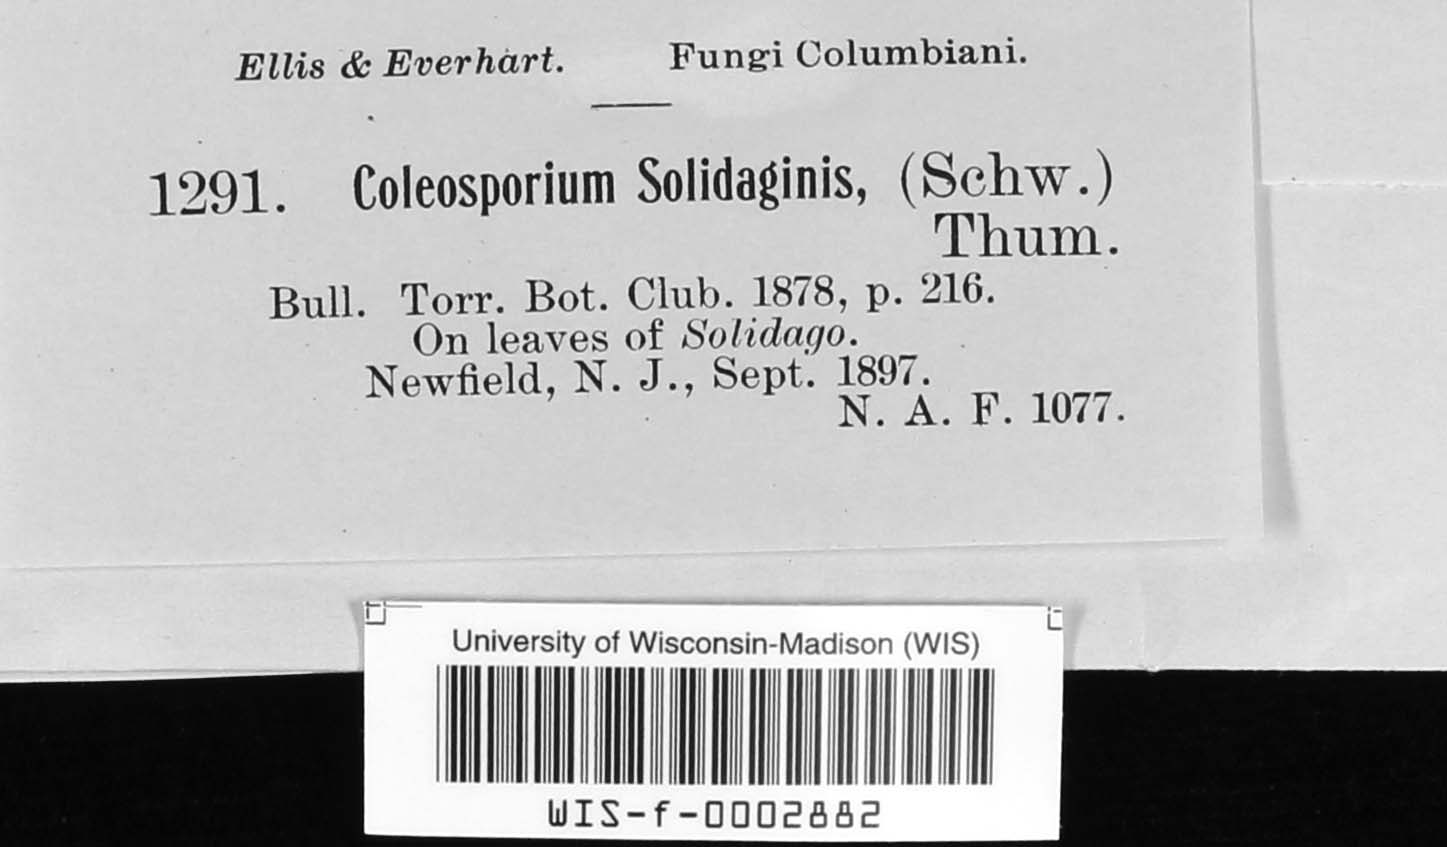 Ellis & Everhart. Fungi Columbiani.
1291. Coleosporium Solidaginis, (Schw.)
Thum.
Bull. Torr. Bot. Club. 1878, p. 216.
On leaves of Solidago.
Newfield, N. J., Sept. 1897.
N. A. F. 1077.
University of Wisconsin-Madison (WIS)
WIS-f-0002882